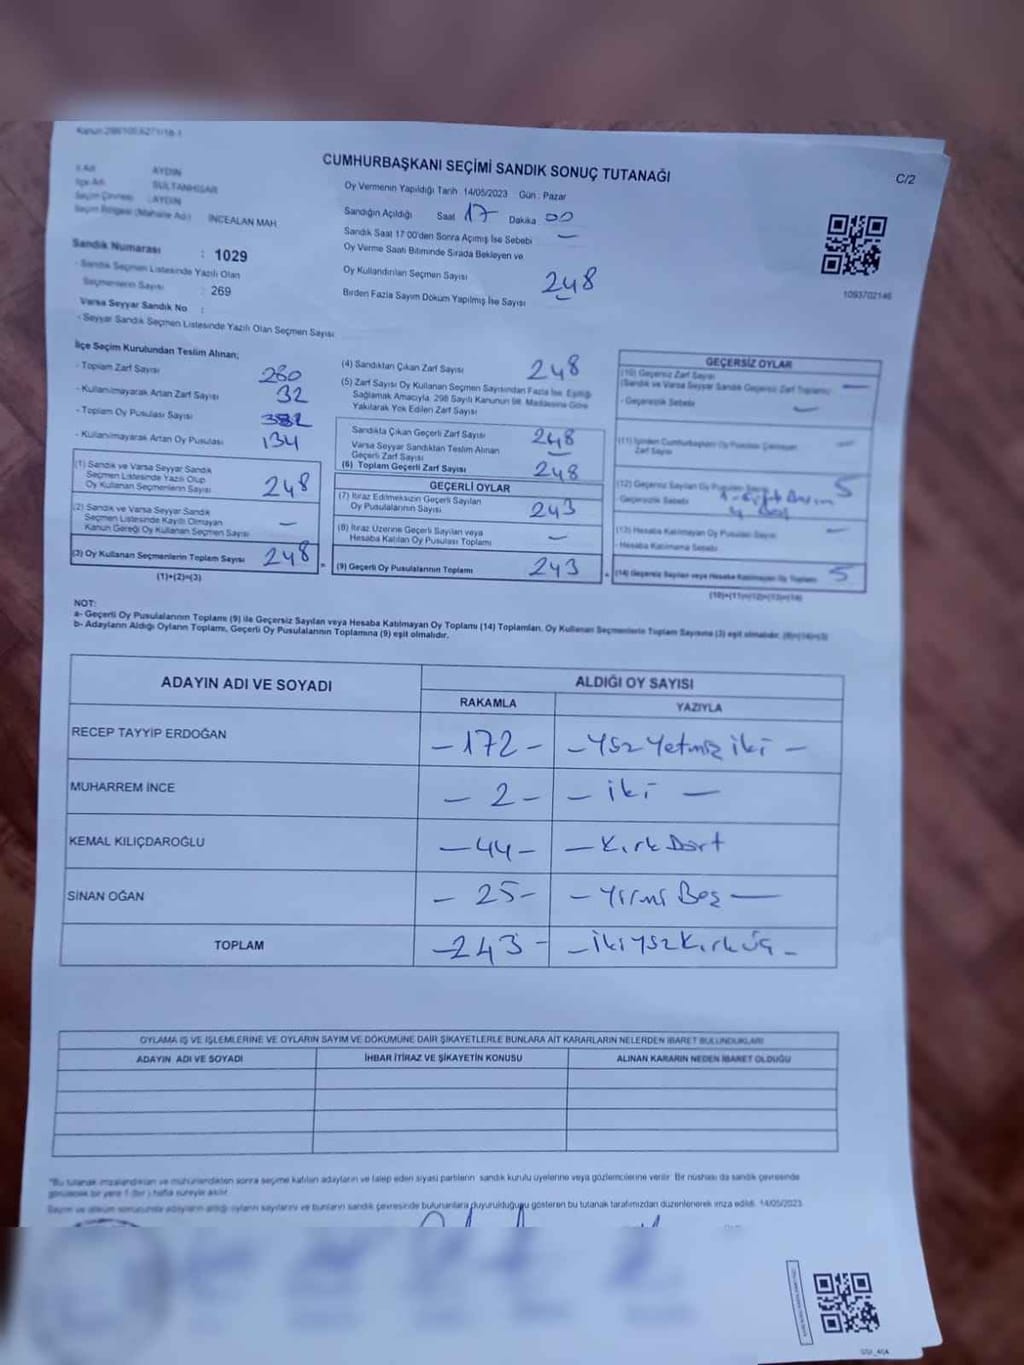 Kanun:298/100,6271/18-1
CUMHURBAŞKANI SEÇİMİ SANDIK SONUÇ TUTANAĞI
C/2
İl Adı : AYDIN
İlçe Adı : SULTANHİSAR
Seçim Çevresi : AYDIN
Seçim Bölgesi (Mahalle Adı) : İNCEALAN MAH
Sandık Numarası : 1029
- Sandık Seçmen Listesinde Yazılı Olan
Seçmenlerin Sayısı : 269
Varsa Seyyar Sandık No :
- Seyyar Sandık Seçmen Listesinde Yazılı Olan Seçmen Sayısı
Oy Vermenin Yapıldığı Tarih 14/05/2023 Gün : Pazar
Sandığın Açıldığı Saat 17 Dakika 00
Sandık Saat 17:00'den Sonra Açımış İse Sebebi —
Oy Verme Saati Bitiminde Sırada Bekleyen ve
Oy Kullandırılan Seçmen Sayısı 248
Birden Fazla Sayım Döküm Yapılmış İse Sayısı —
1093702146
İlçe Seçim Kurulundan Teslim Alınan;
- Toplam Zarf Sayısı 280
- Kullanılmayarak Artan Zarf Sayısı 32
- Toplam Oy Pusulası Sayısı 382
- Kullanılmayarak Artan Oy Pusulası 134
(1) Sandık ve Varsa Seyyar Sandık
Seçmen Listesinde Yazılı Olup
Oy Kullanan Seçmenlerin Sayısı 248
(2) Sandık ve Varsa Seyyar Sandık
Seçmen Listesinde Kayıtlı Olmayan
Kanun Gereği Oy Kullanan Seçmen Sayısı —
(3) Oy Kullanan Seçmenlerin Toplam Sayısı 248
(1)+(2)=(3)
(4) Sandıktan Çıkan Zarf Sayısı 248
(5) Zarf Sayısı Oy Kullanan Seçmen Sayısından Fazla İse, Eşitliği
Sağlamak Amacıyla, 298 Sayılı Kanunun 98. Maddesine Göre
Yakılarak Yok Edilen Zarf Sayısı
Sandıkta Çıkan Geçerli Zarf Sayısı 248
Varsa Seyyar Sandıktan Teslim Alınan
Geçerli Zarf Sayısı —
(6) Toplam Geçerli Zarf Sayısı 248
GEÇERLİ OYLAR
(7) İtiraz Edilmeksizin Geçerli Sayılan
Oy Pusulalarının Sayısı 243
(8) İtiraz Üzerine Geçerli Sayılan veya
Hesaba Katılan Oy Pusulası Toplamı —
= (9) Geçerli Oy Pusulalarının Toplamı 243
GEÇERSİZ OYLAR
(10) Geçersiz Zarf Sayısı
(Sandık ve Varsa Seyyar Sandık Geçersiz Zarf Toplamı) —
- Geçersizlik Sebebi —
(11) İçinden Cumhurbaşkanı Oy Pusulası Çıkmayan
Zarf Sayısı —
(12) Geçersiz Sayılan Oy Pusulası Sayısı 5
- Geçersizlik Sebebi
(13) Hesaba Katılmayan Oy Pusulası Sayısı —
- Hesaba Katılmama Sebebi
+ (14) Geçersiz Sayılan veya Hesaba Katılmayan Oy Toplamı 5
(10)+(11)+(12)+(13)=(14)
NOT:
a- Geçerli Oy Pusulalarının Toplamı (9) ile Geçersiz Sayılan veya Hesaba Katılmayan Oy Toplamı (14) Toplamları, Oy Kullanan Seçmenlerin Toplam Sayısına (3) eşit olmalıdır. (9)+(14)=(3)
b- Adayların Aldığı Oyların Toplamı, Geçerli Oy Pusulalarının Toplamına (9) eşit olmalıdır.
ADAYIN ADI VE SOYADI
ALDIĞI OY SAYISI
RAKAMLA YAZIYLA
RECEP TAYYİP ERDOĞAN - 172 - - Yüz Yetmiş iki -
MUHARREM İNCE - 2 - - iki -
KEMAL KILIÇDAROĞLU - 44 - - Kırk Dört
SİNAN OĞAN - 25 - - Yirmi Beş -
TOPLAM - 243 - - İki Yüz Kırk Üç -
OYLAMA İŞ VE İŞLEMLERİNE VE OYLARIN SAYIM VE DÖKÜMÜNE DAİR ŞİKAYETLERLE BUNLARA AİT KARARLARIN NELERDEN İBARET BULUNDUKLARI
ADAYIN ADI VE SOYADI İHBAR İTİRAZ VE ŞİKAYETİN KONUSU ALINAN KARARIN NEDEN İBARET OLDUĞU
"Bu tutanak imzalandıktan ve mühürlendikten sonra seçime katılan adayların ve talep eden siyasi partilerin sandık kurulu üyelerine veya gözlemcilerine verilir. Bir nüshası da sandık çevresinde
görülecek bir yere 1 (bir) hafta süreyle asılır.
Seçim ve döküm sonucunda adayların aldığı oyların sayılarını ve bunların sandık çevresinde bulunanlara duyurulduğunu gösteren bu tutanak tarafımızdan düzenlenerek imza edildi. 14/05/2023